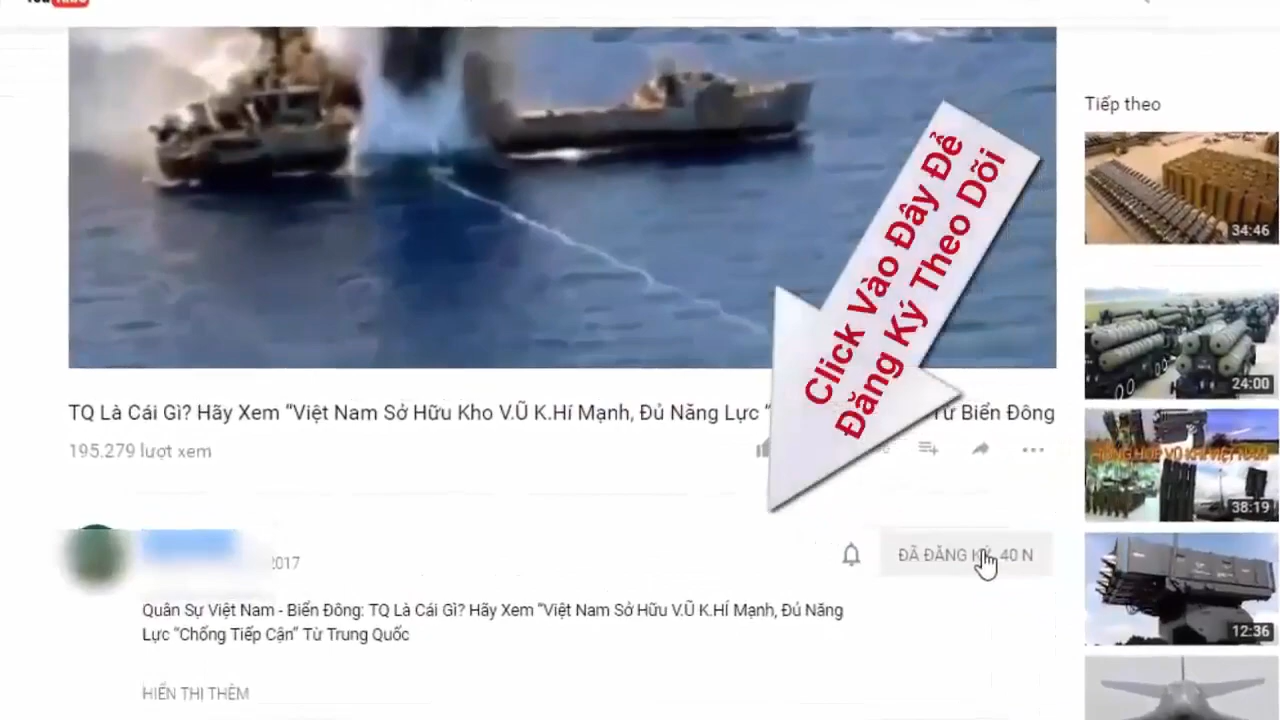 Tiếp theo
34:46
Click Vào Đây Để
Đăng Ký Theo Dõi
24:00
TQ Là Cái Gì? Hãy Xem “Việt Nam Sở Hữu Kho V.Ũ K.Hí Mạnh, Đủ Năng Lực “ Biển Đông
195.279 lượt xem
38:19
2017
ĐÃ ĐĂNG KÝ 40 N
Quân Sự Việt Nam - Biển Đông: TQ Là Cái Gì? Hãy Xem “Việt Nam Sở Hữu V.Ũ K.HÍ Mạnh, Đủ Năng
Lực “Chống Tiếp Cận” Từ Trung Quốc
12:36
HIỂN THỊ THÊM